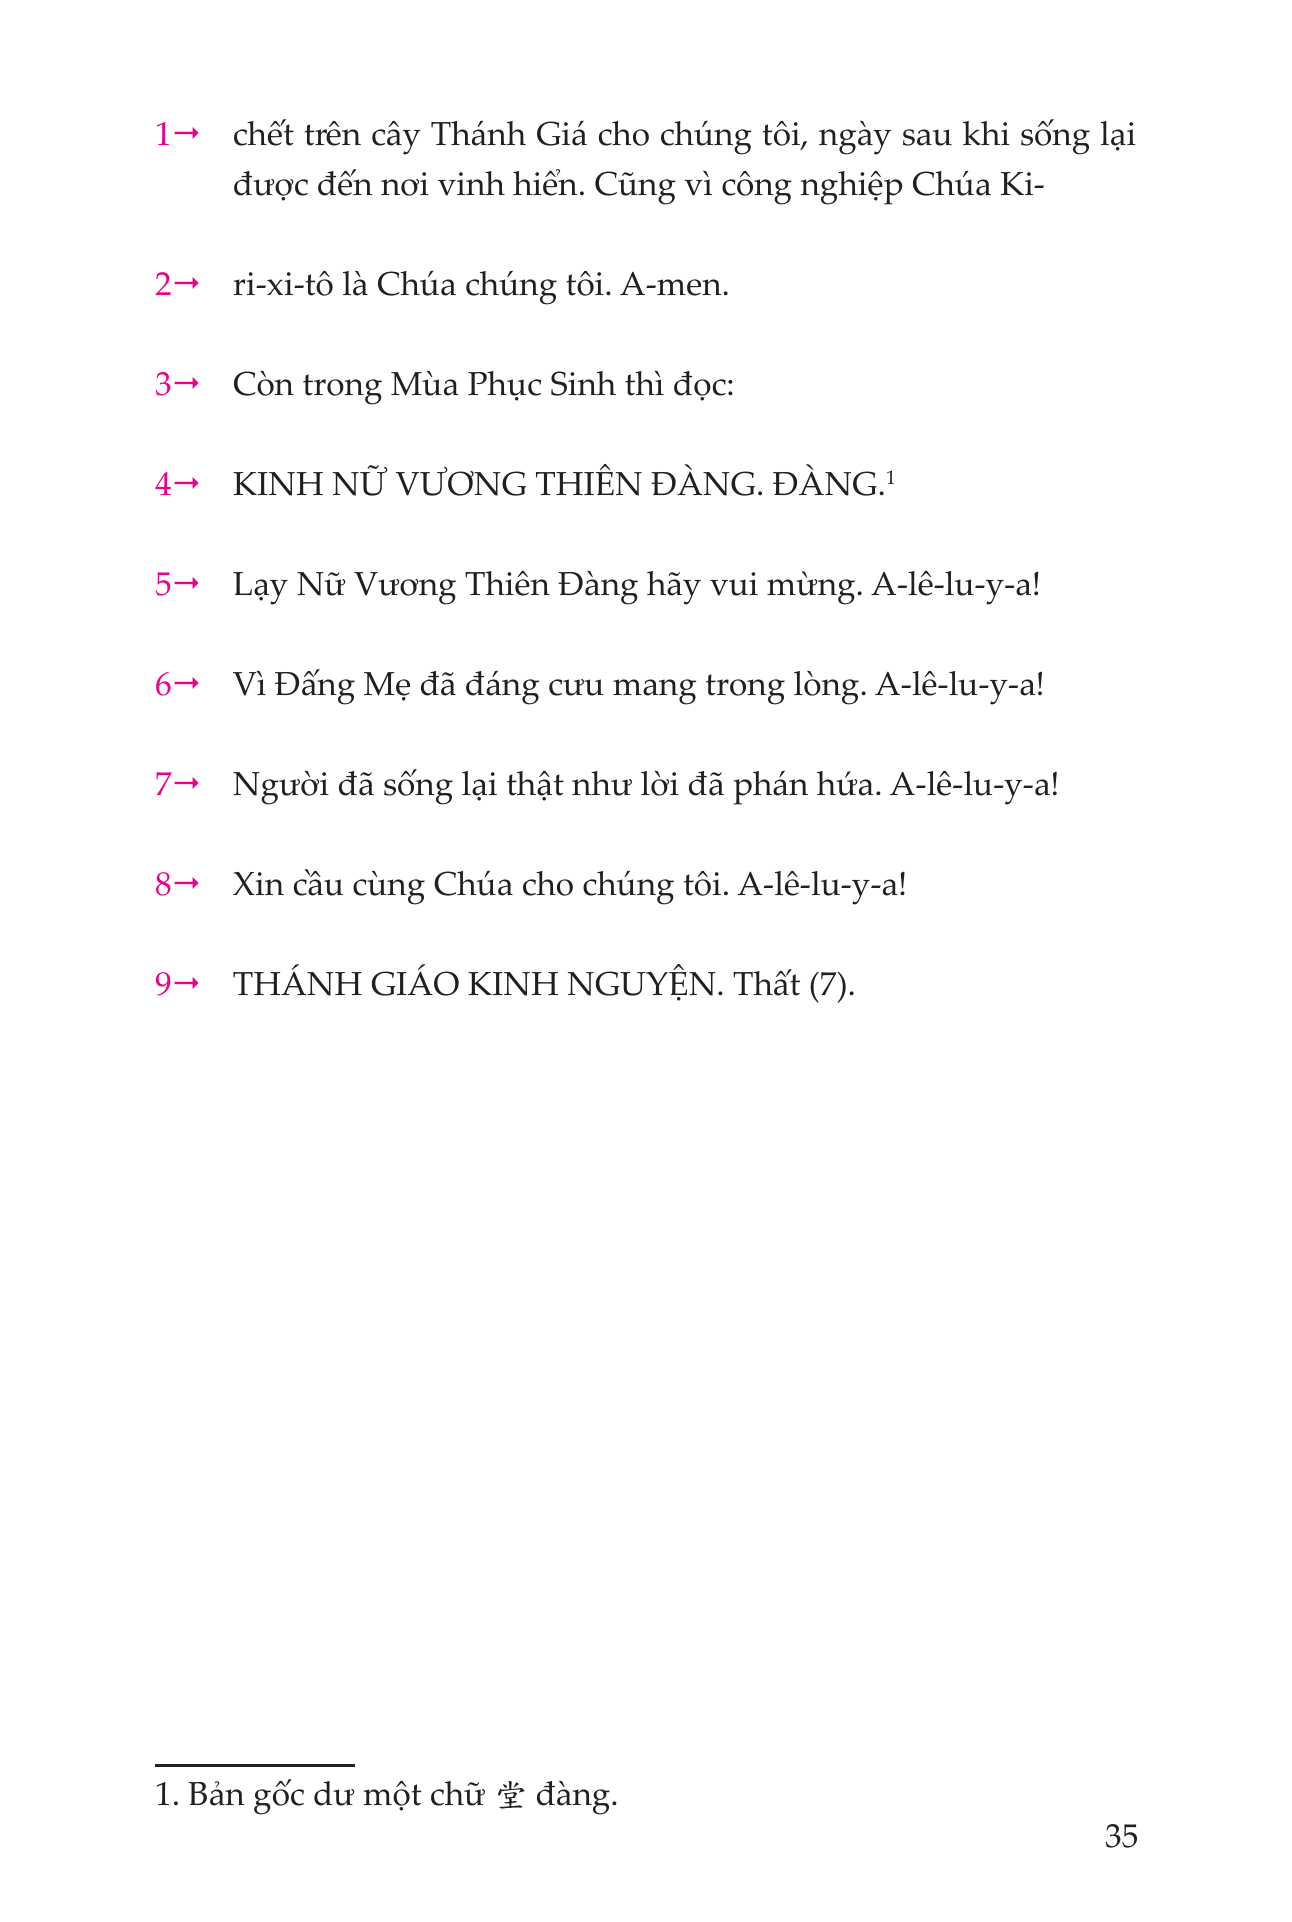 1→ chết trên cây Thánh Giá cho chúng tôi, ngày sau khi sống lại
được đến nơi vinh hiển. Cũng vì công nghiệp Chúa Ki-
2→ ri-xi-tô là Chúa chúng tôi. A-men.
3→ Còn trong Mùa Phục Sinh thì đọc:
4→ KINH NỮ VƯƠNG THIÊN ĐÀNG. ĐÀNG.¹
5→ Lạy Nữ Vương Thiên Đàng hãy vui mừng. A-lê-lu-y-a!
6→ Vì Đấng Mẹ đã đáng cưu mang trong lòng. A-lê-lu-y-a!
7→ Người đã sống lại thật như lời đã phán hứa. A-lê-lu-y-a!
8→ Xin cầu cùng Chúa cho chúng tôi. A-lê-lu-y-a!
9→ THÁNH GIÁO KINH NGUYỆN. Thất (7).
1. Bản gốc dư một chữ 堂 đàng.
35